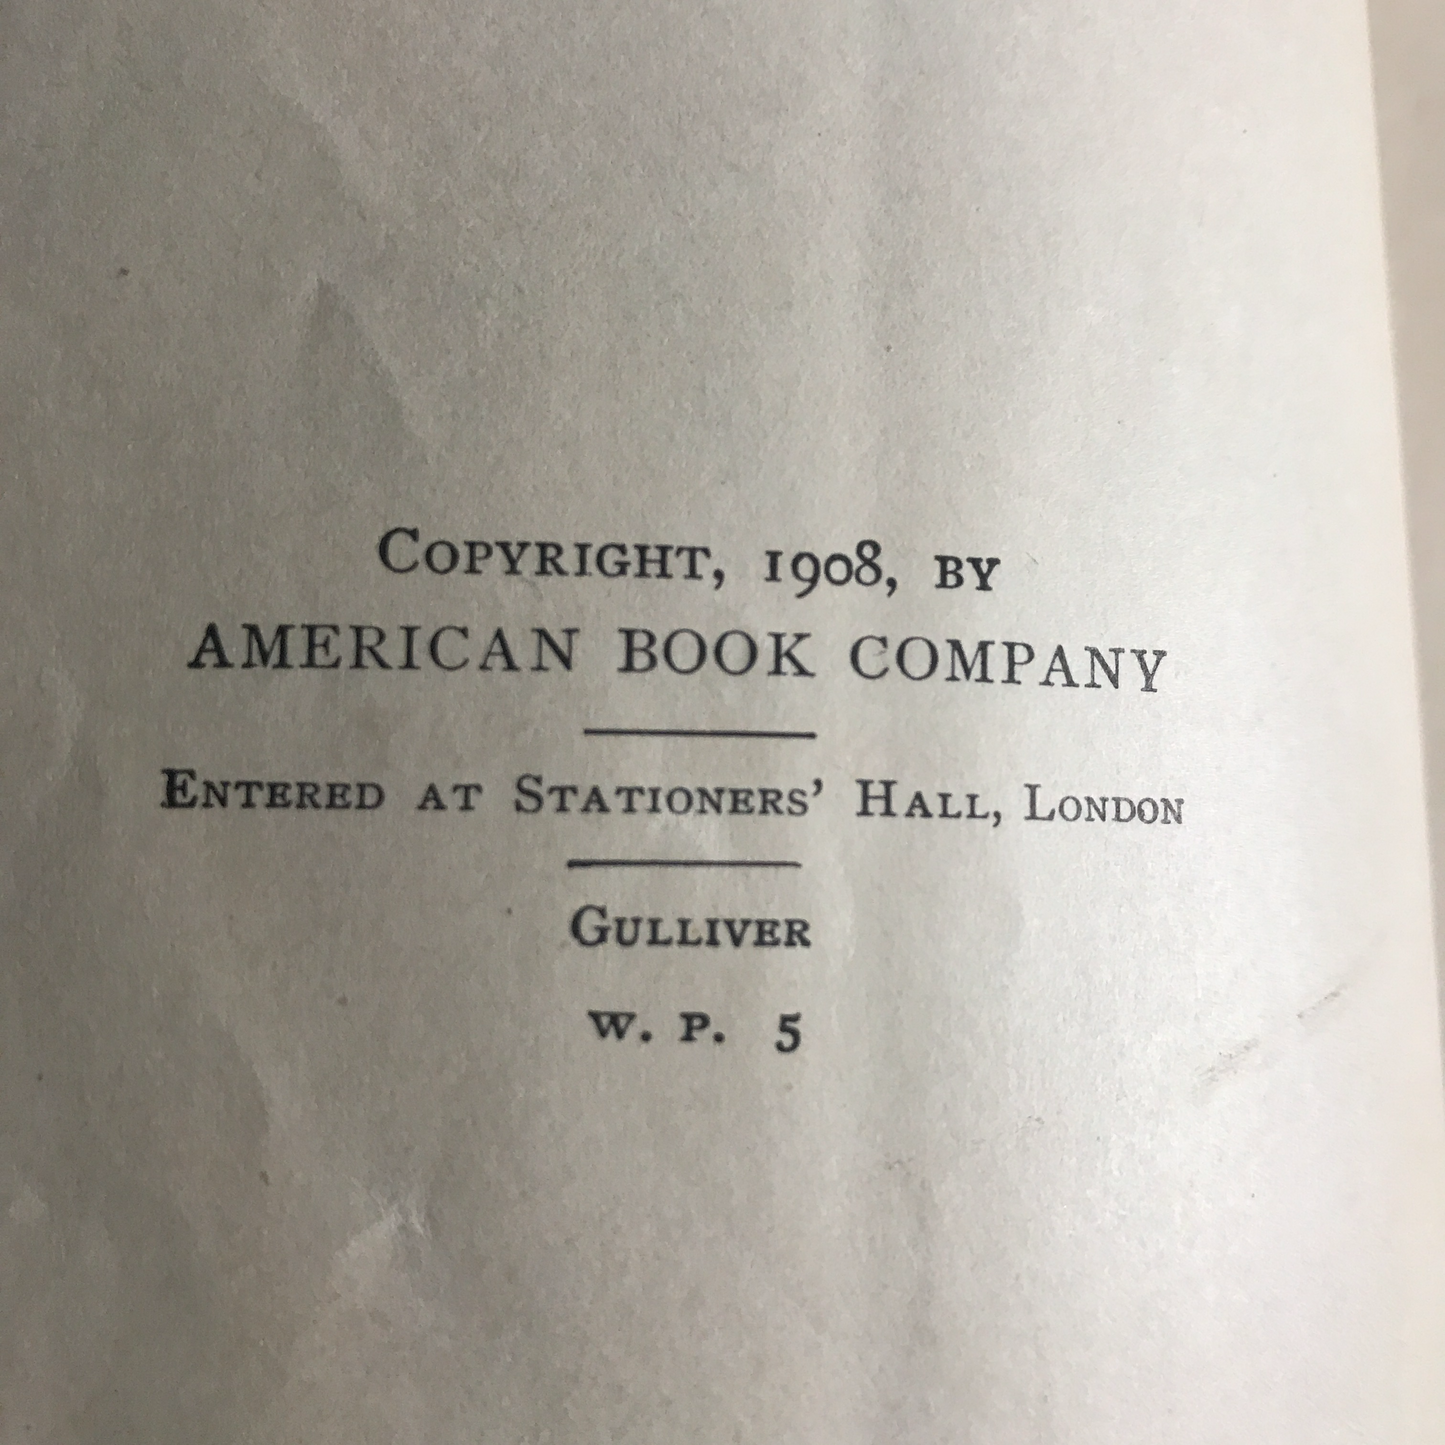 COPYRIGHT, 1908, BY
AMERICAN BOOK COMPANY
ENTERED AT STATIONERS' HALL, LONDON
GULLIVER
W. P. 5